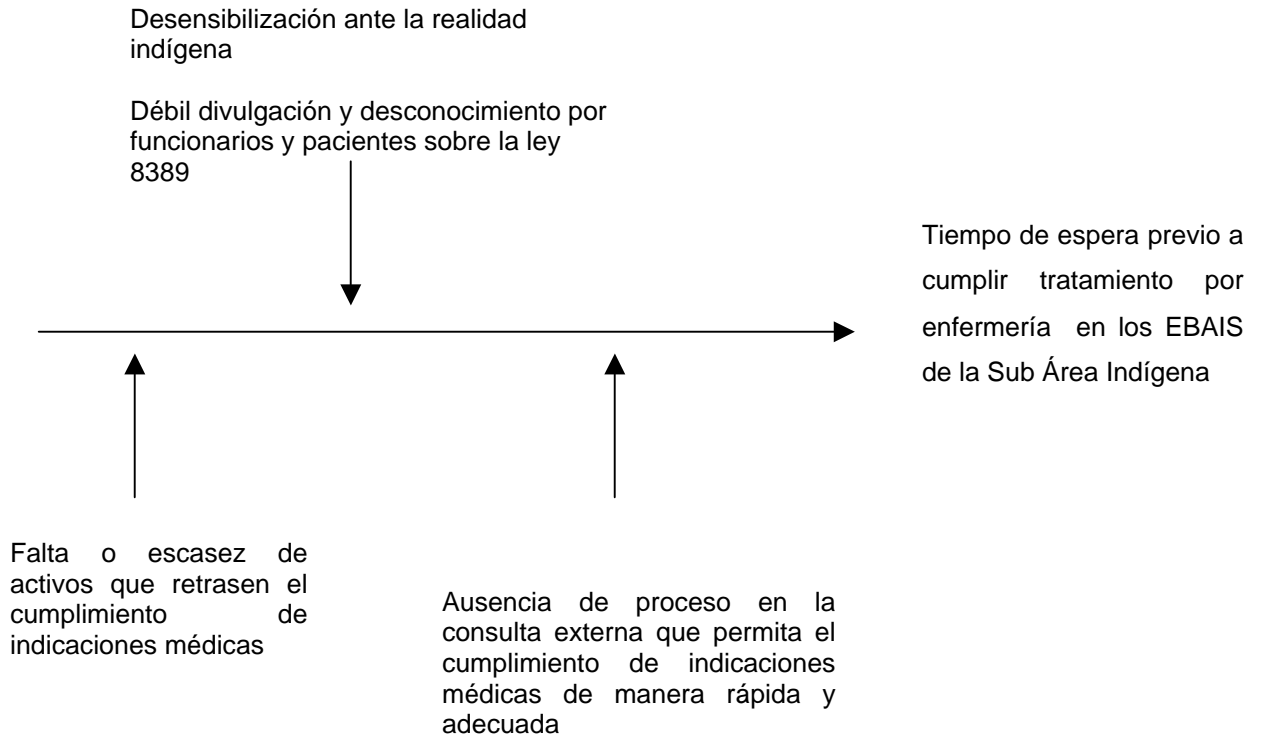 Desensibilización ante la realidad
indígena
Débil divulgación y desconocimiento por
funcionarios y pacientes sobre la ley
8389
Tiempo de espera previo a
cumplir tratamiento por
enfermería en los EBAIS
de la Sub Área Indígena
Falta o escasez de
activos que retrasen el
cumplimiento de
indicaciones médicas
Ausencia de proceso en la
consulta externa que permita el
cumplimiento de indicaciones
médicas de manera rápida y
adecuada